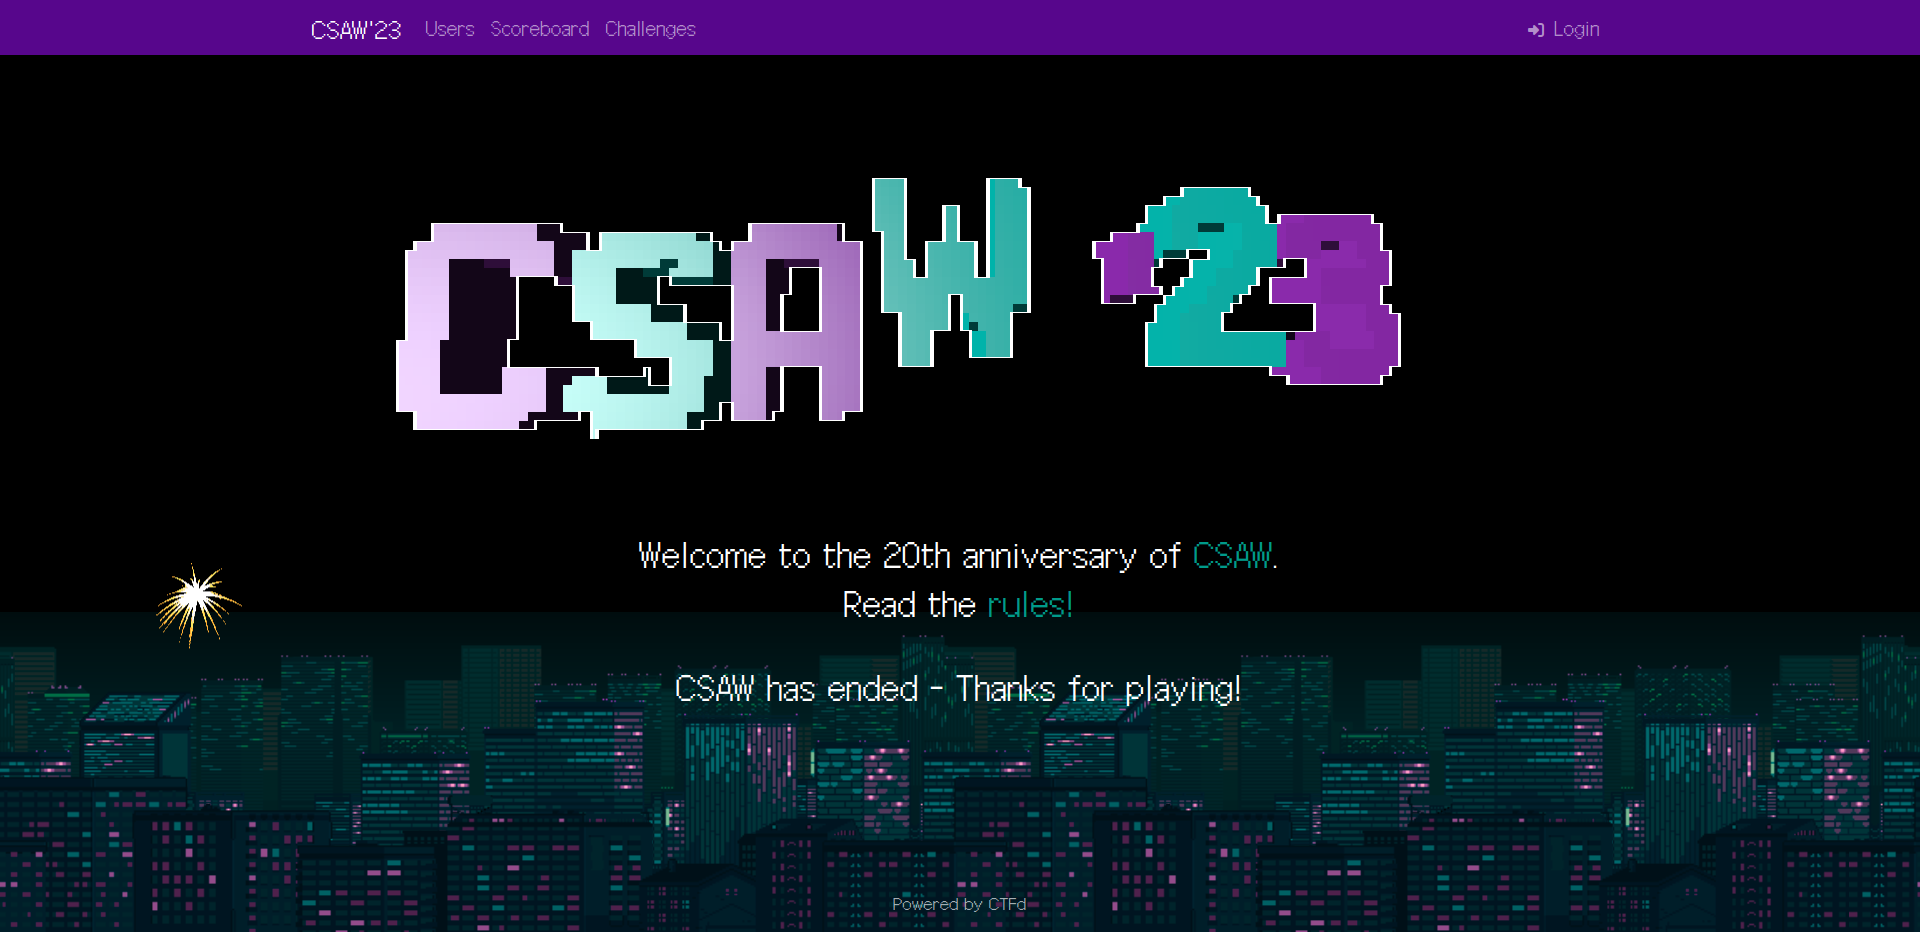 CSAW'23 Users Scoreboard Challenges Login
CSAW '23
Welcome to the 20th anniversary of CSAW.
Read the rules!
CSAW has ended - Thanks for playing!
Powered by CTFd